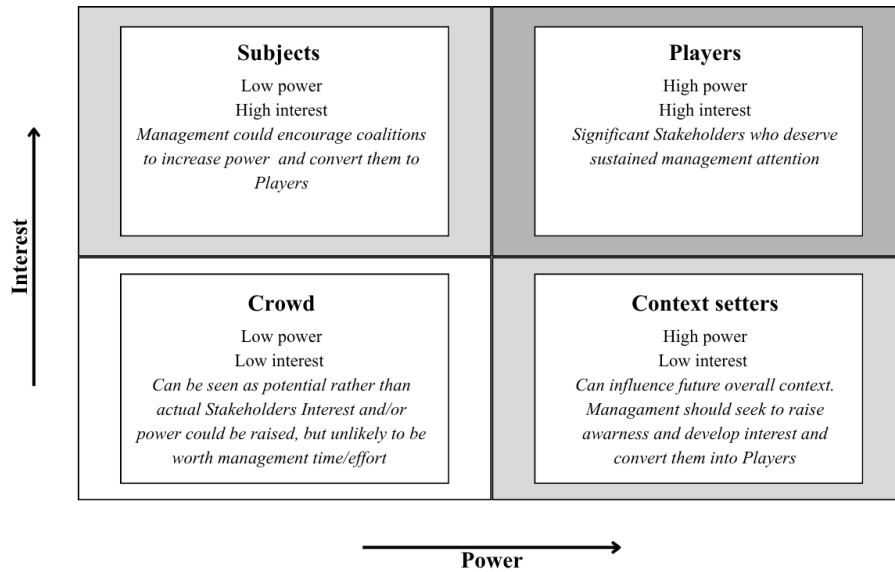 Subjects
Low power
High interest
Management could encourage coalitions
to increase power and convert them to
Players
Players
High power
High interest
Significant Stakeholders who deserve
sustained management attention
Interest
Crowd
Low power
Low interest
Can be seen as potential rather than
actual Stakeholders Interest and/or
power could be raised, but unlikely to be
worth management time/effort
Context setters
High power
Low interest
Can influence future overall context.
Managament should seek to raise
awarness and develop interest and
convert them into Players
Power